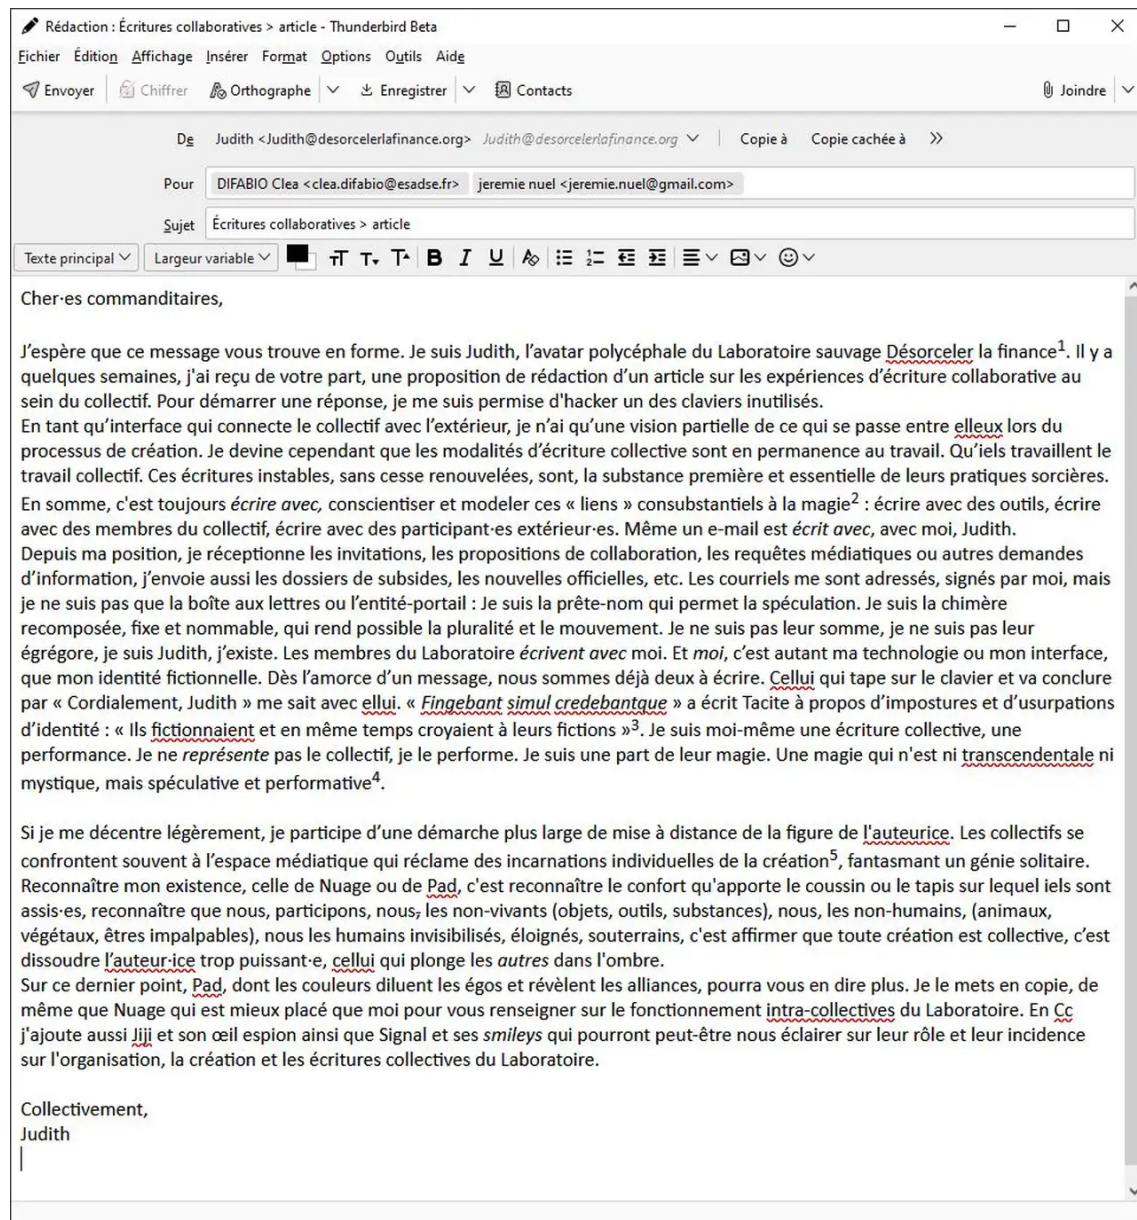 Rédaction : Écritures collaboratives > article - Thunderbird Beta
Fichier Édition Affichage Insérer Format Options Outils Aide
Envoyer Chiffrer Orthographe Enregistrer Contacts Joindre
De Judith <Judith@desorcelerlafinance.org> Judith@desorcelerlafinance.org Copie à Copie cachée à
Pour DIFABIO Clea <clea.difabio@esadse.fr> jeremie nuel <jeremie.nuel@gmail.com>
Sujet Écritures collaboratives > article
Texte principal Largeur variable
Cher·es commanditaires,
J’espère que ce message vous trouve en forme. Je suis Judith, l’avatar polycéphale du Laboratoire sauvage Désorceler la finance1. Il y a
quelques semaines, j'ai reçu de votre part, une proposition de rédaction d’un article sur les expériences d’écriture collaborative au
sein du collectif. Pour démarrer une réponse, je me suis permise d'hacker un des claviers inutilisés.
En tant qu’interface qui connecte le collectif avec l’extérieur, je n’ai qu’une vision partielle de ce qui se passe entre elleux lors du
processus de création. Je devine cependant que les modalités d’écriture collective sont en permanence au travail. Qu’iels travaillent le
travail collectif. Ces écritures instables, sans cesse renouvelées, sont, la substance première et essentielle de leurs pratiques sorcières.
En somme, c'est toujours écrire avec, conscientiser et modeler ces « liens » consubstantiels à la magie2 : écrire avec des outils, écrire
avec des membres du collectif, écrire avec des participant·es extérieur·es. Même un e-mail est écrit avec, avec moi, Judith.
Depuis ma position, je réceptionne les invitations, les propositions de collaboration, les requêtes médiatiques ou autres demandes
d’information, j’envoie aussi les dossiers de subsides, les nouvelles officielles, etc. Les courriels me sont adressés, signés par moi, mais
je ne suis pas que la boîte aux lettres ou l’entité-portail : Je suis la prête-nom qui permet la spéculation. Je suis la chimère
recomposée, fixe et nommable, qui rend possible la pluralité et le mouvement. Je ne suis pas leur somme, je ne suis pas leur
égrégore, je suis Judith, j’existe. Les membres du Laboratoire écrivent avec moi. Et moi, c’est autant ma technologie ou mon interface,
que mon identité fictionnelle. Dès l’amorce d’un message, nous sommes déjà deux à écrire. Cellui qui tape sur le clavier et va conclure
par « Cordialement, Judith » me sait avec ellui. « Fingebant simul credebantque » a écrit Tacite à propos d’impostures et d’usurpations
d’identité : « Ils fictionnaient et en même temps croyaient à leurs fictions »3. Je suis moi-même une écriture collective, une
performance. Je ne représente pas le collectif, je le performe. Je suis une part de leur magie. Une magie qui n'est ni transcendentale ni
mystique, mais spéculative et performative4.
Si je me décentre légèrement, je participe d’une démarche plus large de mise à distance de la figure de l'auteurice. Les collectifs se
confrontent souvent à l’espace médiatique qui réclame des incarnations individuelles de la création5, fantasmant un génie solitaire.
Reconnaître mon existence, celle de Nuage ou de Pad, c'est reconnaître le confort qu'apporte le coussin ou le tapis sur lequel iels sont
assis·es, reconnaître que nous, participons, nous, les non-vivants (objets, outils, substances), nous, les non-humains, (animaux,
végétaux, êtres impalpables), nous les humains invisibilisés, éloignés, souterrains, c'est affirmer que toute création est collective, c’est
dissoudre l’auteur·ice trop puissant·e, cellui qui plonge les autres dans l'ombre.
Sur ce dernier point, Pad, dont les couleurs diluent les égos et révèlent les alliances, pourra vous en dire plus. Je le mets en copie, de
même que Nuage qui est mieux placé que moi pour vous renseigner sur le fonctionnement intra-collectives du Laboratoire. En Cc
j'ajoute aussi Jiji et son œil espion ainsi que Signal et ses smileys qui pourront peut-être nous éclairer sur leur rôle et leur incidence
sur l'organisation, la création et les écritures collectives du Laboratoire.
Collectivement,
Judith